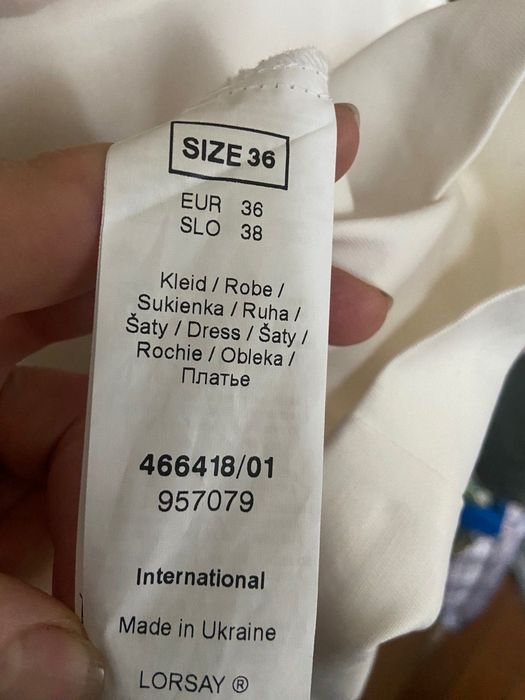 SIZE 36
EUR 36
SLO 38
Kleid / Robe /
Sukienka / Ruha /
Šaty / Dress / Šaty /
Rochie / Obleka /
Платье
466418/01
957079
International
Made in Ukraine
LORSAY ®